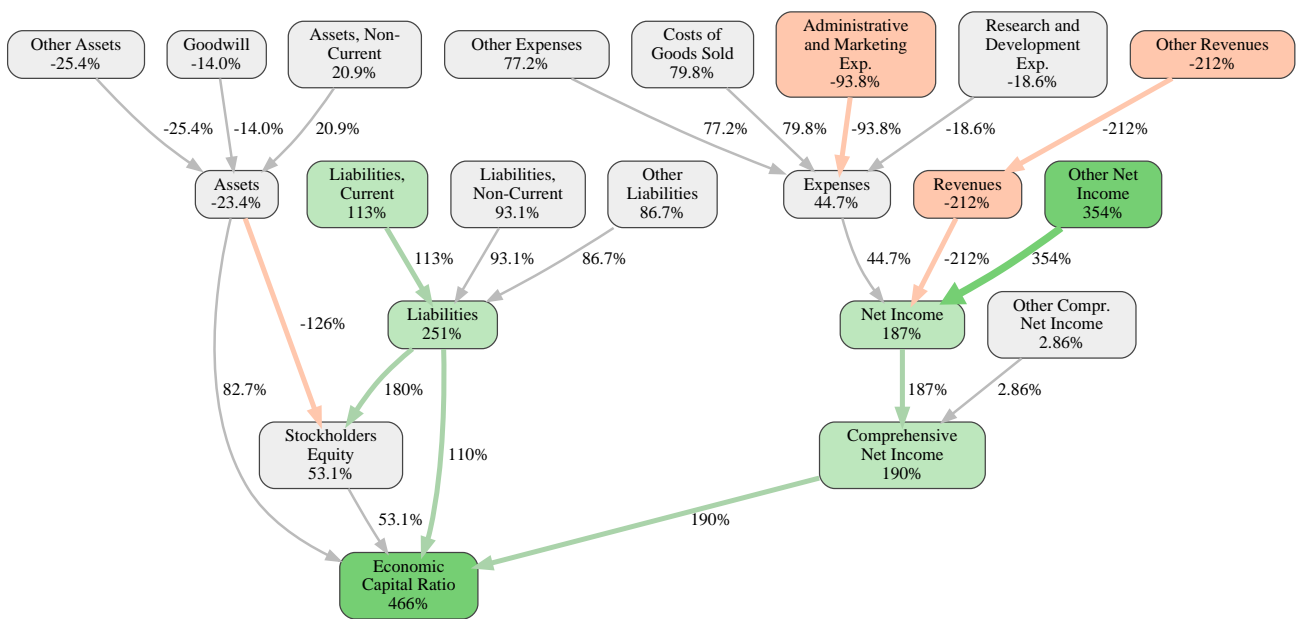 Other Assets
-25.4%
Goodwill
-14.0%
Assets, Non-
Current
20.9%
Other Expenses
77.2%
Costs of
Goods Sold
79.8%
Administrative
and Marketing
Exp.
-93.8%
Research and
Development
Exp.
-18.6%
Other Revenues
-212%
-25.4%
-14.0%
20.9%
77.2%
79.8%
-93.8%
-18.6%
-212%
Assets
-23.4%
Liabilities,
Current
113%
Liabilities,
Non-Current
93.1%
Other
Liabilities
86.7%
Expenses
44.7%
Revenues
-212%
Other Net
Income
354%
113%
93.1%
86.7%
44.7%
-212%
354%
-126%
Liabilities
251%
Net Income
187%
Other Compr.
Net Income
2.86%
82.7%
180%
187%
2.86%
Stockholders
Equity
53.1%
110%
Comprehensive
Net Income
190%
53.1%
190%
Economic
Capital Ratio
466%